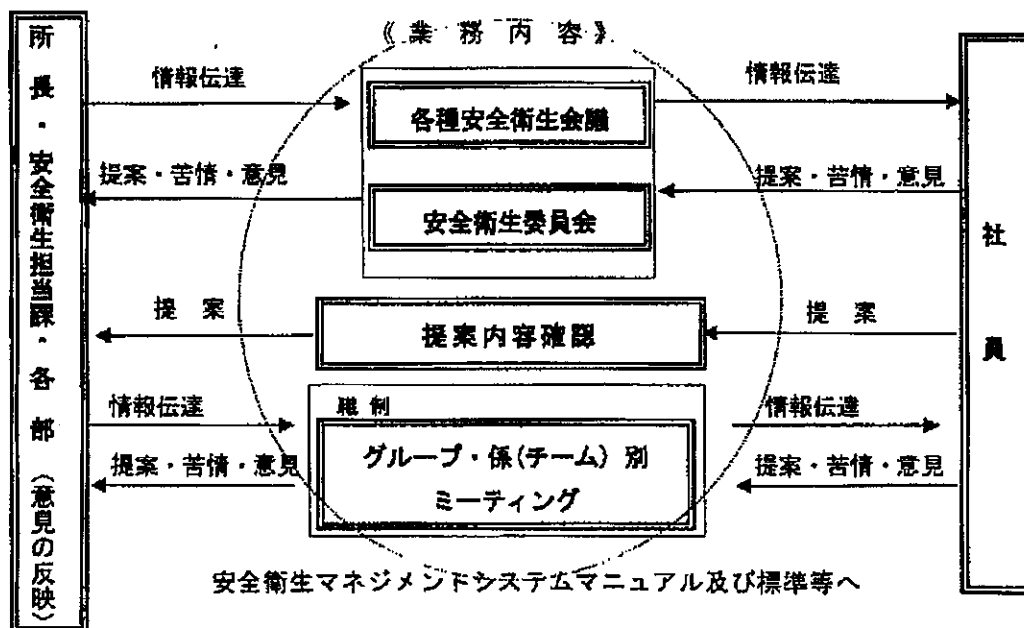 《 業 務 内 容 》
所長・安全衛生担当課・各部（意見の反映）
情報伝達
各種安全衛生会議
情報伝達
提案・苦情・意見
安全衛生委員会
提案・苦情・意見
社 員
提 案
提案内容確認
提 案
情報伝達
職 制
グループ・係(チーム) 別
ミーティング
情報伝達
提案・苦情・意見
提案・苦情・意見
安全衛生マネジメントシステムマニュアル及び標準等へ